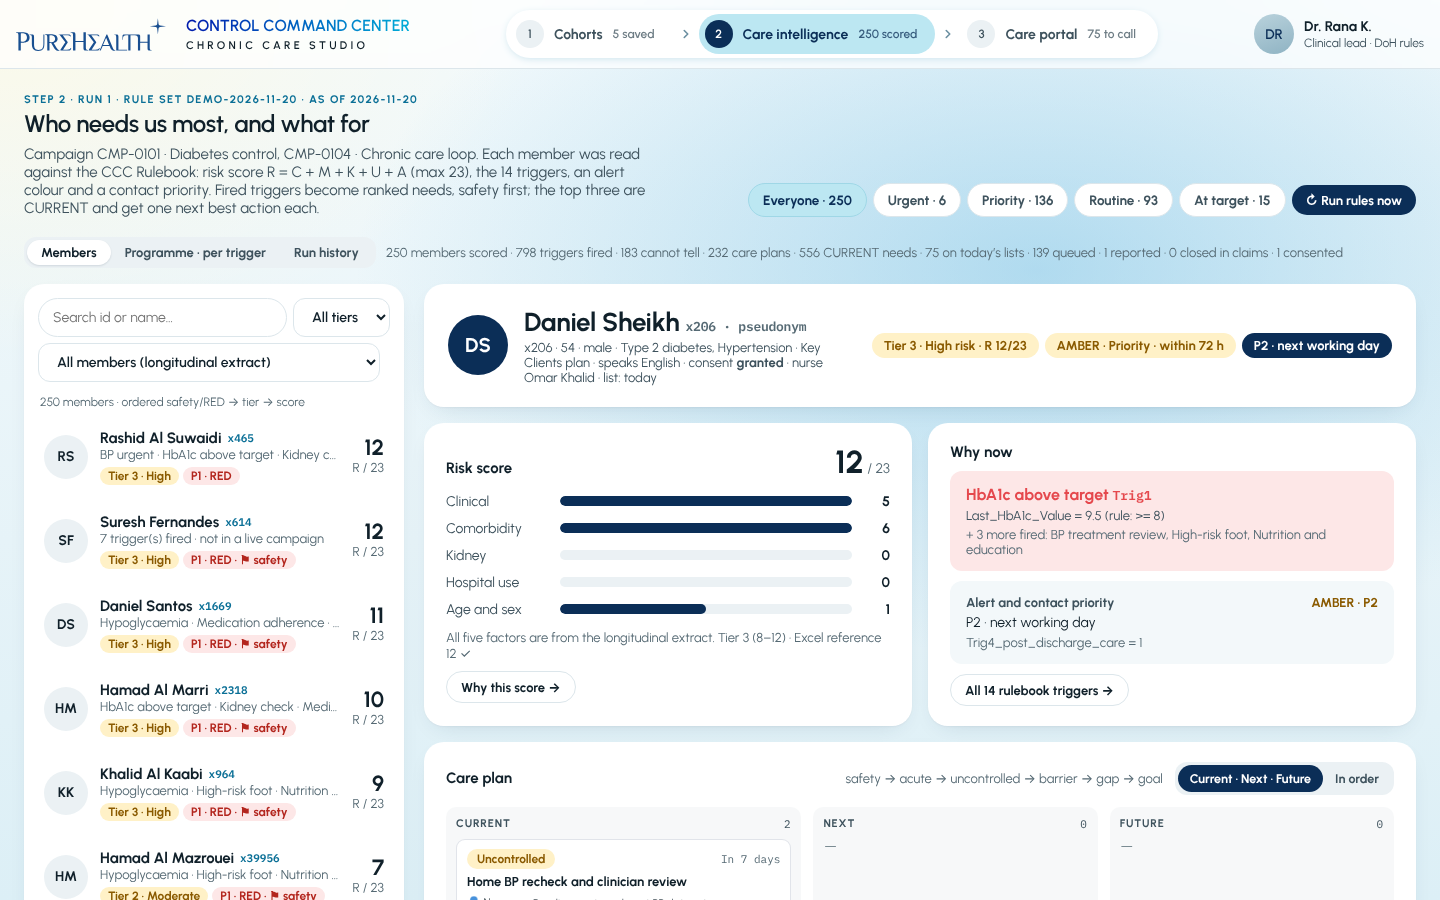 PUREHEALTH
CONTROL COMMAND CENTER
CHRONIC CARE STUDIO
1 Cohorts 5 saved › 2 Care intelligence 250 scored › 3 Care portal 75 to call
DR Dr. Rana K.
Clinical lead · DoH rules
STEP 2 · RUN 1 · RULE SET DEMO-2026-11-20 · AS OF 2026-11-20
Who needs us most, and what for
Campaign CMP-0101 · Diabetes control, CMP-0104 · Chronic care loop. Each member was read
against the CCC Rulebook: risk score R = C + M + K + U + A (max 23), the 14 triggers, an alert
colour and a contact priority. Fired triggers become ranked needs, safety first; the top three are
CURRENT and get one next best action each.
Everyone · 250 Urgent · 6 Priority · 136 Routine · 93 At target · 15 ↻ Run rules now
Members Programme · per trigger Run history
250 members scored · 798 triggers fired · 183 cannot tell · 232 care plans · 556 CURRENT needs · 75 on today's lists · 139 queued · 1 reported · 0 closed in claims · 1 consented
Search id or name…
All tiers
All members (longitudinal extract)
250 members · ordered safety/RED → tier → score
RS Rashid Al Suwaidi x465 12
BP urgent · HbA1c above target · Kidney c… R / 23
Tier 3 · High P1 · RED
SF Suresh Fernandes x614 12
7 trigger(s) fired · not in a live campaign R / 23
Tier 3 · High P1 · RED · ⚑ safety
DS Daniel Santos x1669 11
Hypoglycaemia · Medication adherence · … R / 23
Tier 3 · High P1 · RED · ⚑ safety
HM Hamad Al Marri x2318 10
HbA1c above target · Kidney check · Medi… R / 23
Tier 3 · High P1 · RED · ⚑ safety
KK Khalid Al Kaabi x964 9
Hypoglycaemia · High-risk foot · Nutrition … R / 23
Tier 3 · High P1 · RED · ⚑ safety
HM Hamad Al Mazrouei x39956 7
Hypoglycaemia · High-risk foot · Nutrition … R / 23
Tier 2 · Moderate P1 · RED · ⚑ safety
DS Daniel Sheikh x206 · pseudonym
x206 · 54 · male · Type 2 diabetes, Hypertension · Key
Clients plan · speaks English · consent granted · nurse
Omar Khalid · list: today
Tier 3 · High risk · R 12/23 AMBER · Priority · within 72 h P2 · next working day
Risk score 12 / 23
Clinical 5
Comorbidity 6
Kidney 0
Hospital use 0
Age and sex 1
All five factors are from the longitudinal extract. Tier 3 (8–12) · Excel reference
12 ✓
Why this score →
Why now
HbA1c above target Trig1
Last_HbA1c_Value = 9.5 (rule: >= 8)
+ 3 more fired: BP treatment review, High-risk foot, Nutrition and
education
Alert and contact priority AMBER · P2
P2 · next working day
Trig4_post_discharge_care = 1
All 14 rulebook triggers →
Care plan safety → acute → uncontrolled → barrier → gap → goal Current · Next · Future In order
CURRENT 2 NEXT 0 FUTURE 0
Uncontrolled In 7 days — —
Home BP recheck and clinician review